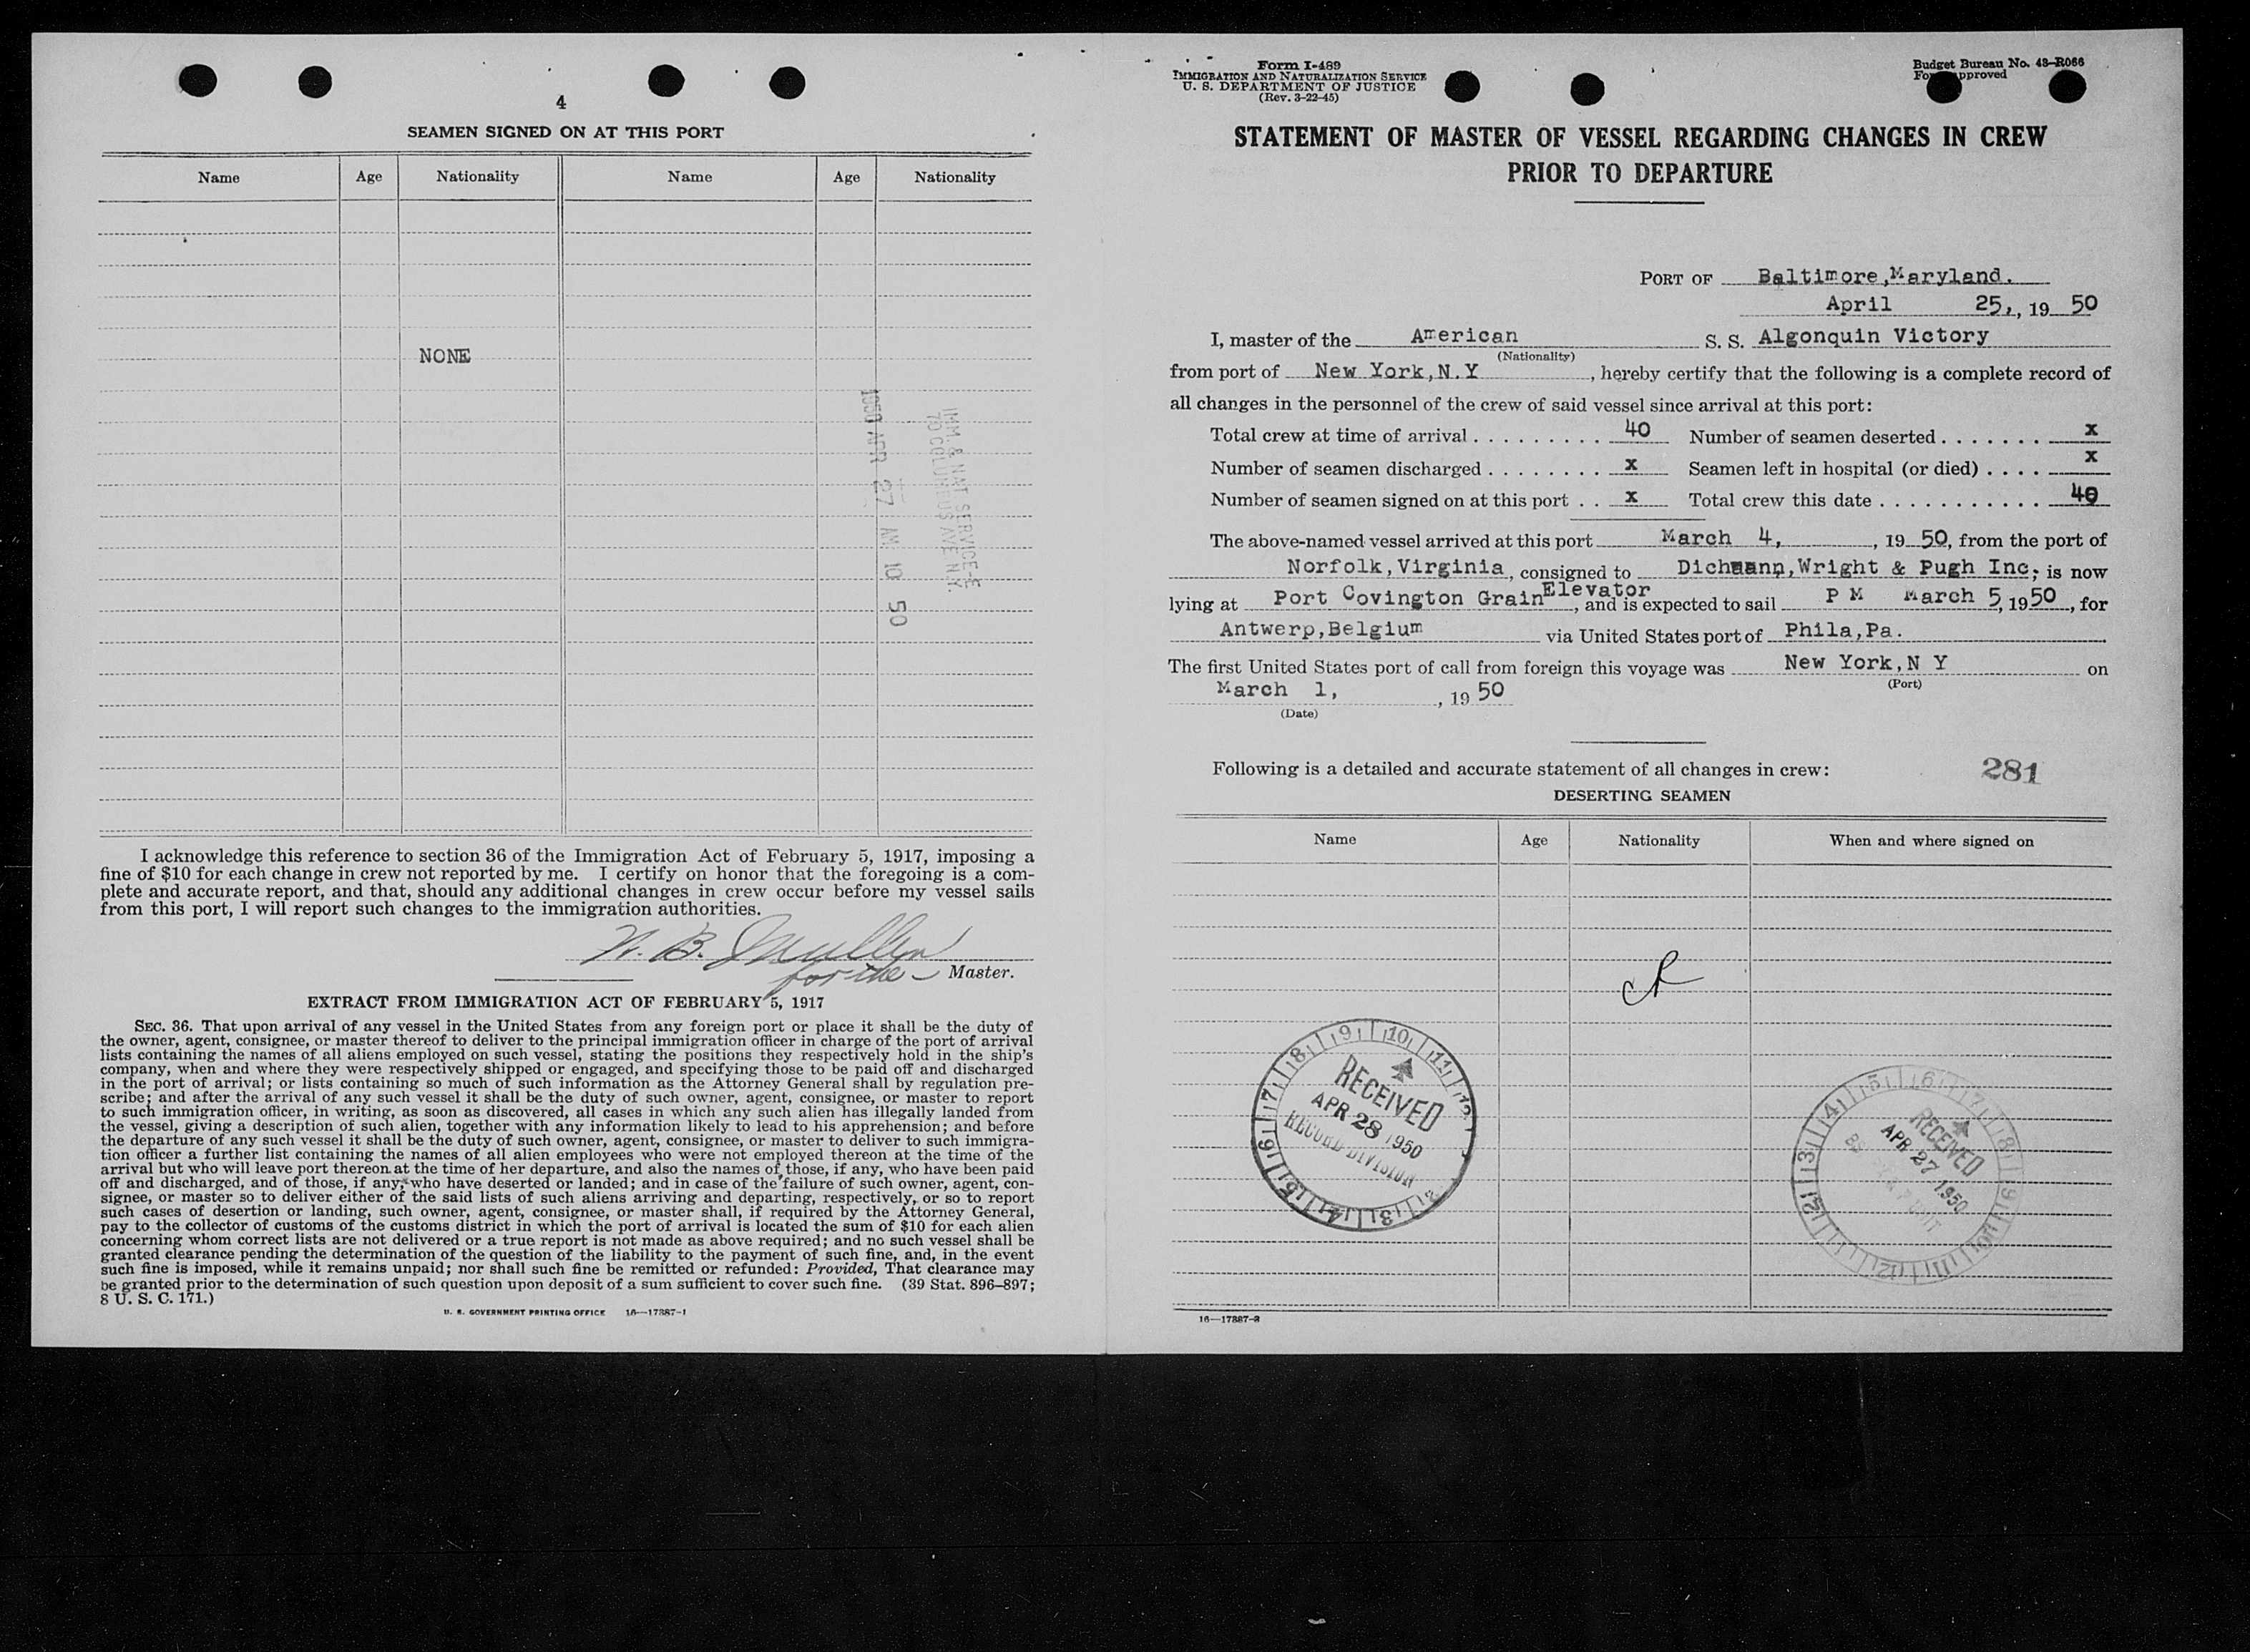 4
SEAMEN SIGNED ON AT THIS PORT
Name Age Nationality Name Age Nationality
NONE
1950 APR 27 AM 10 50
IMM. & NAT. SERVICE-E
70 COLUMBUS AVE N.Y.
I acknowledge this reference to section 36 of the Immigration Act of February 5, 1917, imposing a
fine of $10 for each change in crew not reported by me. I certify on honor that the foregoing is a com-
plete and accurate report, and that, should any additional changes in crew occur before my vessel sails
from this port, I will report such changes to the immigration authorities.
W. B. Mullen
for the Master.
EXTRACT FROM IMMIGRATION ACT OF FEBRUARY 5, 1917
SEC. 36. That upon arrival of any vessel in the United States from any foreign port or place it shall be the duty of
the owner, agent, consignee, or master thereof to deliver to the principal immigration officer in charge of the port of arrival
lists containing the names of all aliens employed on such vessel, stating the positions they respectively hold in the ship's
company, when and where they were respectively shipped or engaged, and specifying those to be paid off and discharged
in the port of arrival; or lists containing so much of such information as the Attorney General shall by regulation pre-
scribe; and after the arrival of any such vessel it shall be the duty of such owner, agent, consignee, or master to report
to such immigration officer, in writing, as soon as discovered, all cases in which any such alien has illegally landed from
the vessel, giving a description of such alien, together with any information likely to lead to his apprehension; and before
the departure of any such vessel it shall be the duty of such owner, agent, consignee, or master to deliver to such immigra-
tion officer a further list containing the names of all alien employees who were not employed thereon at the time of the
arrival but who will leave port thereon at the time of her departure, and also the names of those, if any, who have been paid
off and discharged, and of those, if any, who have deserted or landed; and in case of the failure of such owner, agent, con-
signee, or master so to deliver either of the said lists of such aliens arriving and departing, respectively, or so to report
such cases of desertion or landing, such owner, agent, consignee, or master shall, if required by the Attorney General,
pay to the collector of customs of the customs district in which the port of arrival is located the sum of $10 for each alien
concerning whom correct lists are not delivered or a true report is not made as above required; and no such vessel shall be
granted clearance pending the determination of the question of the liability to the payment of such fine, and, in the event
such fine is imposed, while it remains unpaid; nor shall such fine be remitted or refunded: Provided, That clearance may
be granted prior to the determination of such question upon deposit of a sum sufficient to cover such fine. (39 Stat. 896–897;
8 U. S. C. 171.)
U. S. GOVERNMENT PRINTING OFFICE 16—17887-1
Form I-489
IMMIGRATION AND NATURALIZATION SERVICE
U. S. DEPARTMENT OF JUSTICE
(Rev. 3-22-45)
Budget Bureau No. 43-R066
Form approved
STATEMENT OF MASTER OF VESSEL REGARDING CHANGES IN CREW
PRIOR TO DEPARTURE
PORT OF Baltimore,Maryland.
April 25,, 19 50
I, master of the American S. S. Algonquin Victory
(Nationality)
from port of New York,N.Y , hereby certify that the following is a complete record of
all changes in the personnel of the crew of said vessel since arrival at this port:
Total crew at time of arrival . . . . . . . . . 40 Number of seamen deserted . . . . . . . x
Number of seamen discharged . . . . . . . . x Seamen left in hospital (or died) . . . . x
Number of seamen signed on at this port . . x Total crew this date . . . . . . . . . . . 40
The above-named vessel arrived at this port March 4, , 19 50, from the port of
Norfolk,Virginia , consigned to Dichmann,Wright & Pugh Inc; is now
lying at Port Covington Grain Elevator , and is expected to sail P M March 5, 1950 , for
Antwerp,Belgium via United States port of Phila,Pa.
The first United States port of call from foreign this voyage was New York,N Y on
(Port)
March 1, , 19 50
(Date)
Following is a detailed and accurate statement of all changes in crew: 281
DESERTING SEAMEN
Name Age Nationality When and where signed on
RECEIVED
APR 28 1950
RECORD DIVISION
RECEIVED
APR 27 1950
16—17887-2